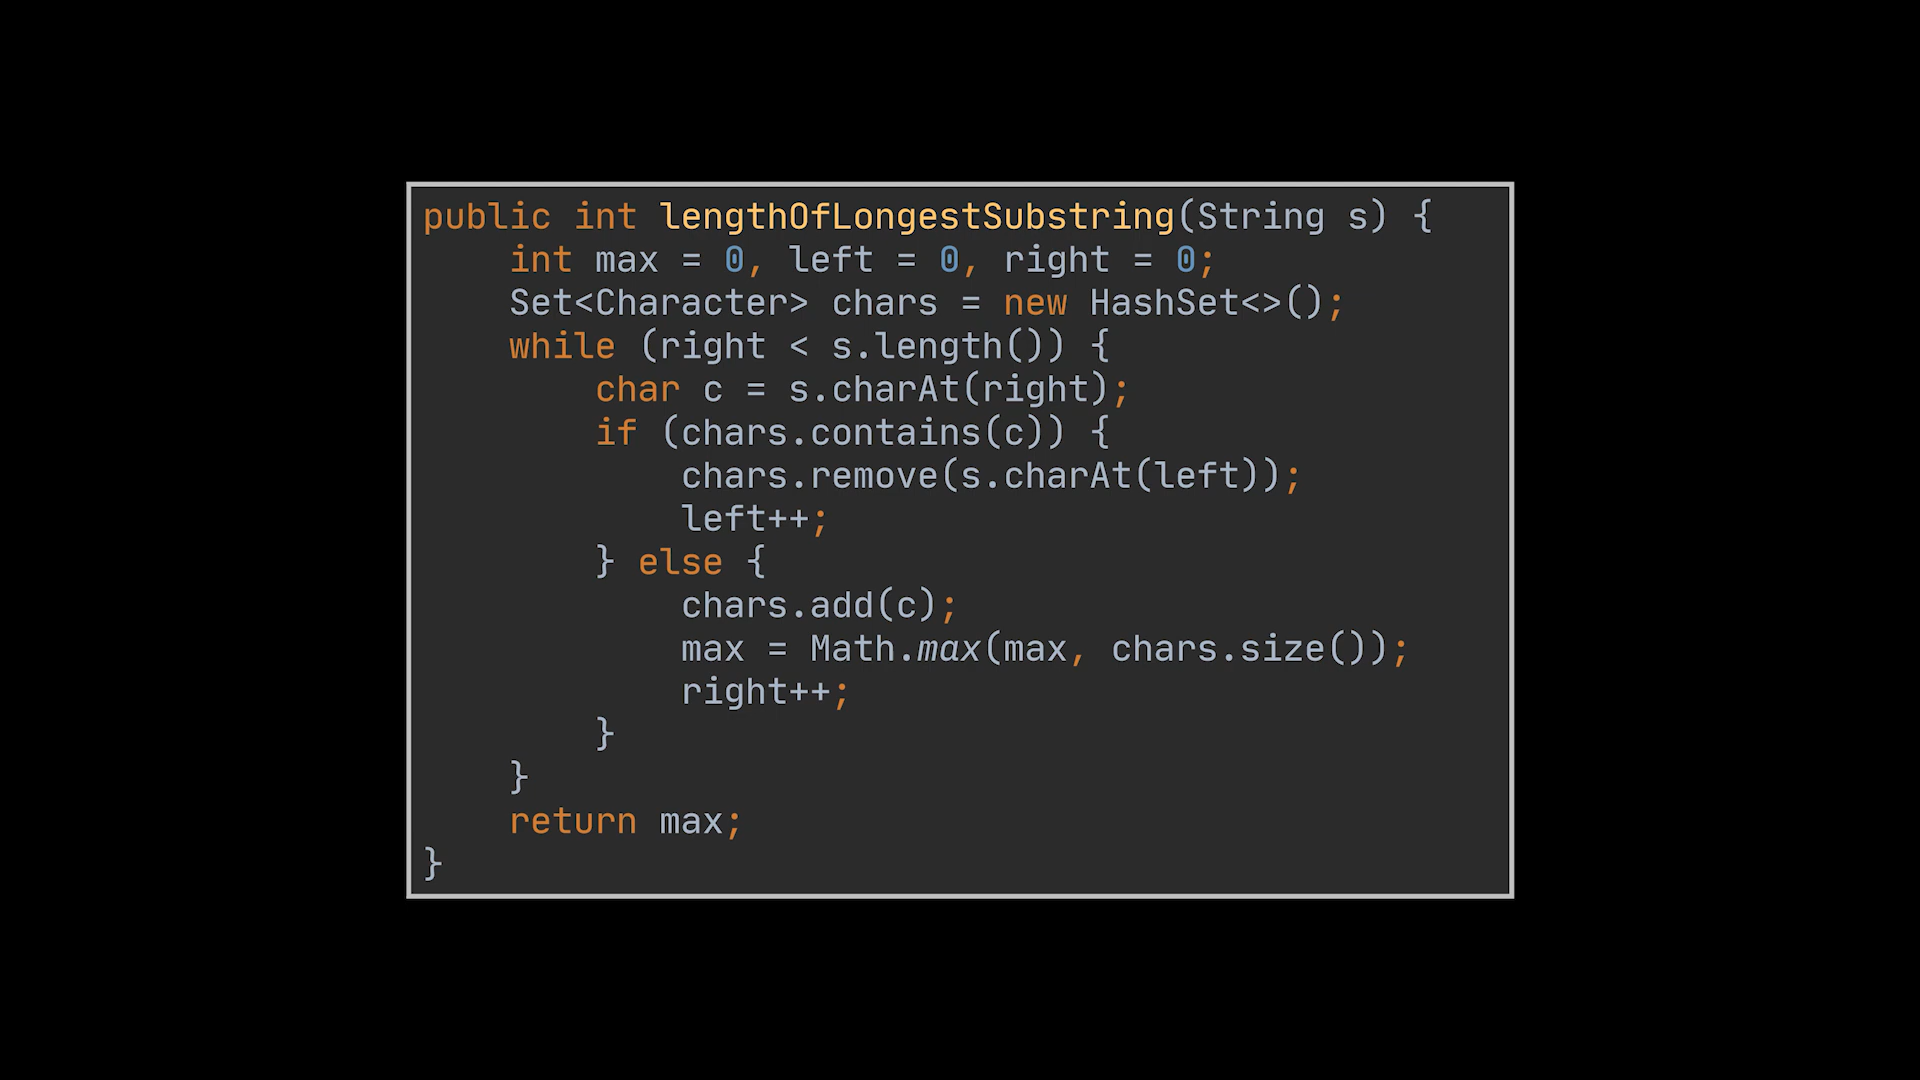 public int lengthOfLongestSubstring(String s) {
    int max = 0, left = 0, right = 0;
    Set<Character> chars = new HashSet<>();
    while (right < s.length()) {
        char c = s.charAt(right);
        if (chars.contains(c)) {
            chars.remove(s.charAt(left));
            left++;
        } else {
            chars.add(c);
            max = Math.max(max, chars.size());
            right++;
        }
    }
    return max;
}